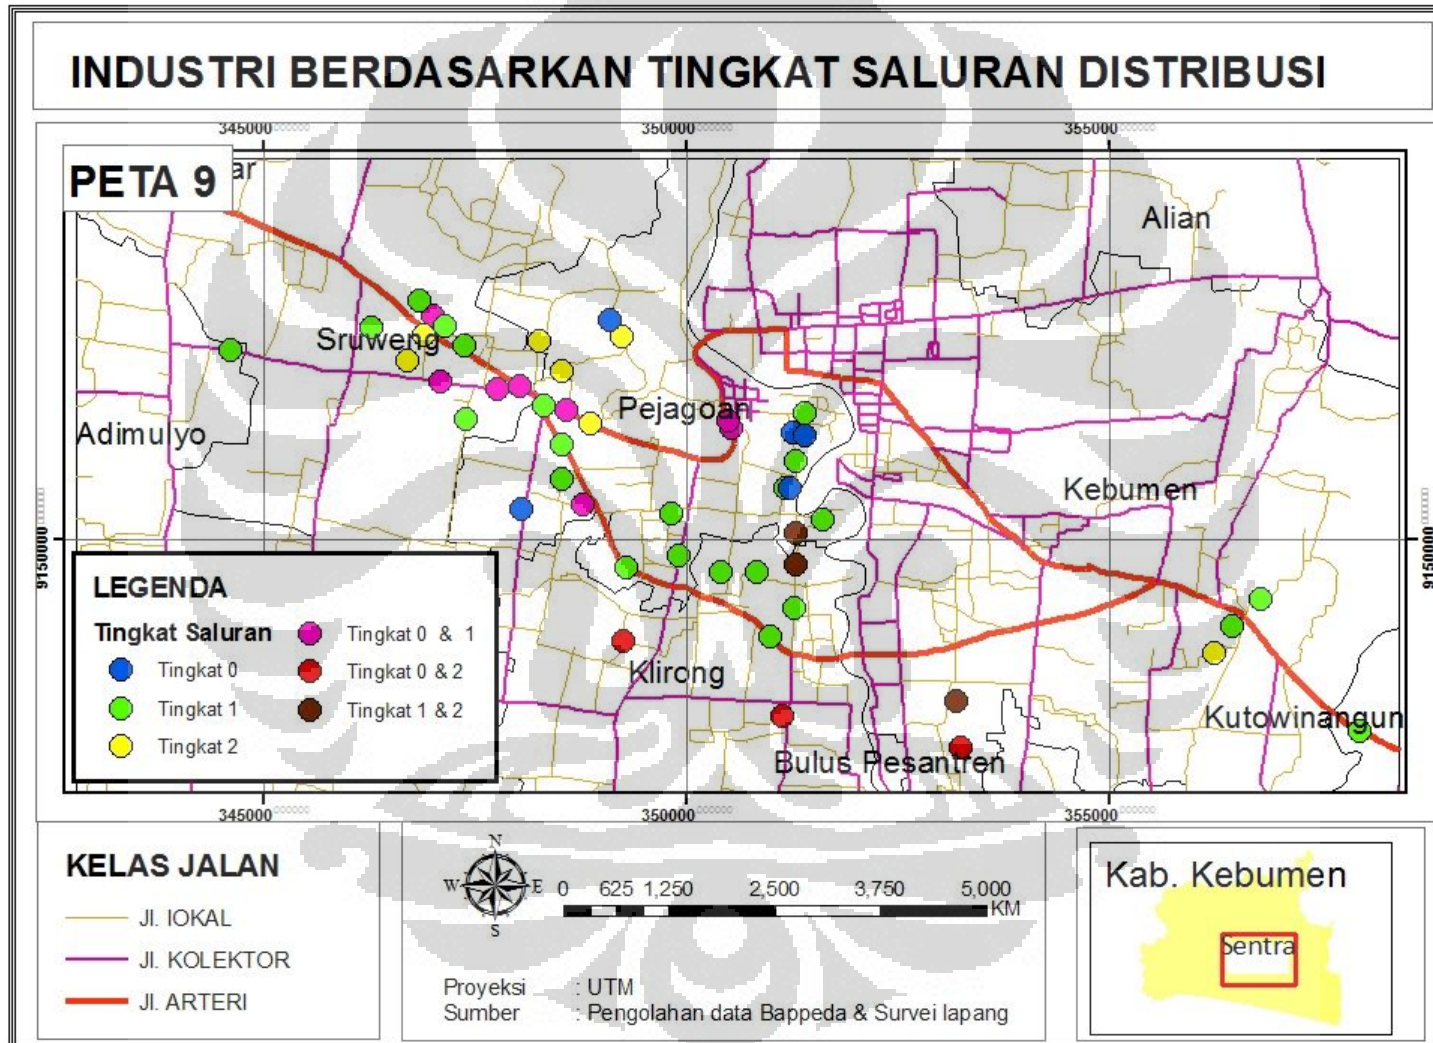 INDUSTRI BERDASARKAN TINGKAT SALURAN DISTRIBUSI
345000
350000
355000
PETA 9
ar
Alian
Sruweng
Pejagoan
Adimulyo
Kebumen
9150000
9150000
LEGENDA
Tingkat Saluran
Tingkat 0 & 1
Tingkat 0
Tingkat 0 & 2
Tingkat 1
Tingkat 1 & 2
Tingkat 2
Klirong
Kutowinangun
Bulus Pesantren
345000
350000
355000
KELAS JALAN
Jl. lOKAL
Jl. KOLEKTOR
Jl. ARTERI
N
W E
S
0 625 1,250 2,500 3,750 5,000
KM
Proyeksi : UTM
Sumber : Pengolahan data Bappeda & Survei lapang
Kab. Kebumen
Sentra